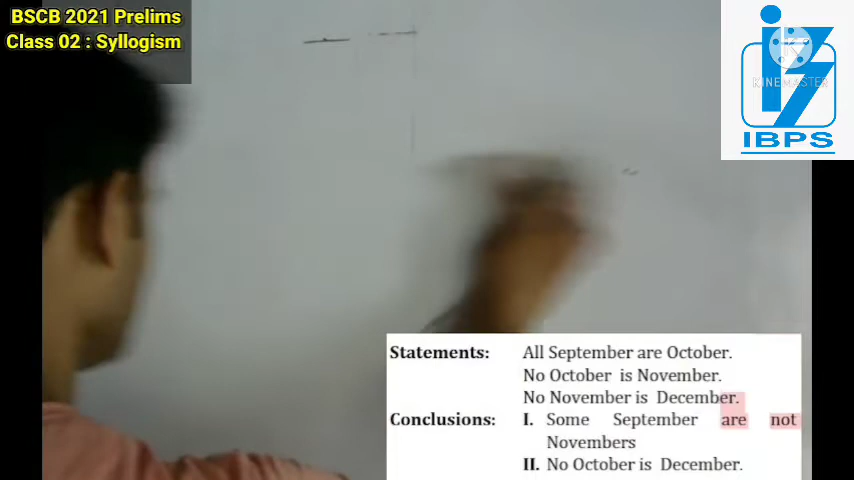 BSCB 2021 Prelims
Class 02 : Syllogism
KINEMASTER
IBPS
Statements: All September are October.
No October is November.
No November is December.
Conclusions: I. Some September are not
Novembers
II. No October is December.